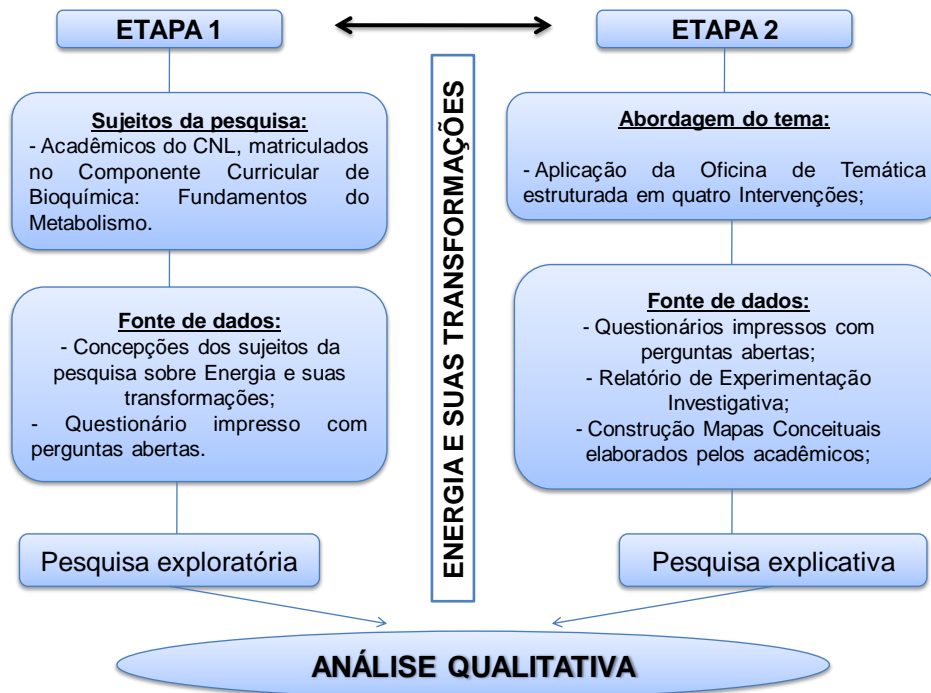 ETAPA 1
Sujeitos da pesquisa:
- Acadêmicos do CNL, matriculados
no Componente Curricular de
Bioquímica: Fundamentos do
Metabolismo.
Fonte de dados:
- Concepções dos sujeitos da
pesquisa sobre Energia e suas
transformações;
- Questionário impresso com
perguntas abertas.
Pesquisa exploratória
ENERGIA E SUAS TRANSFORMAÇÕES
ETAPA 2
Abordagem do tema:
- Aplicação da Oficina de Temática
estruturada em quatro Intervenções;
Fonte de dados:
- Questionários impressos com
perguntas abertas;
- Relatório de Experimentação
Investigativa;
- Construção Mapas Conceituais
elaborados pelos acadêmicos;
Pesquisa explicativa
ANÁLISE QUALITATIVA